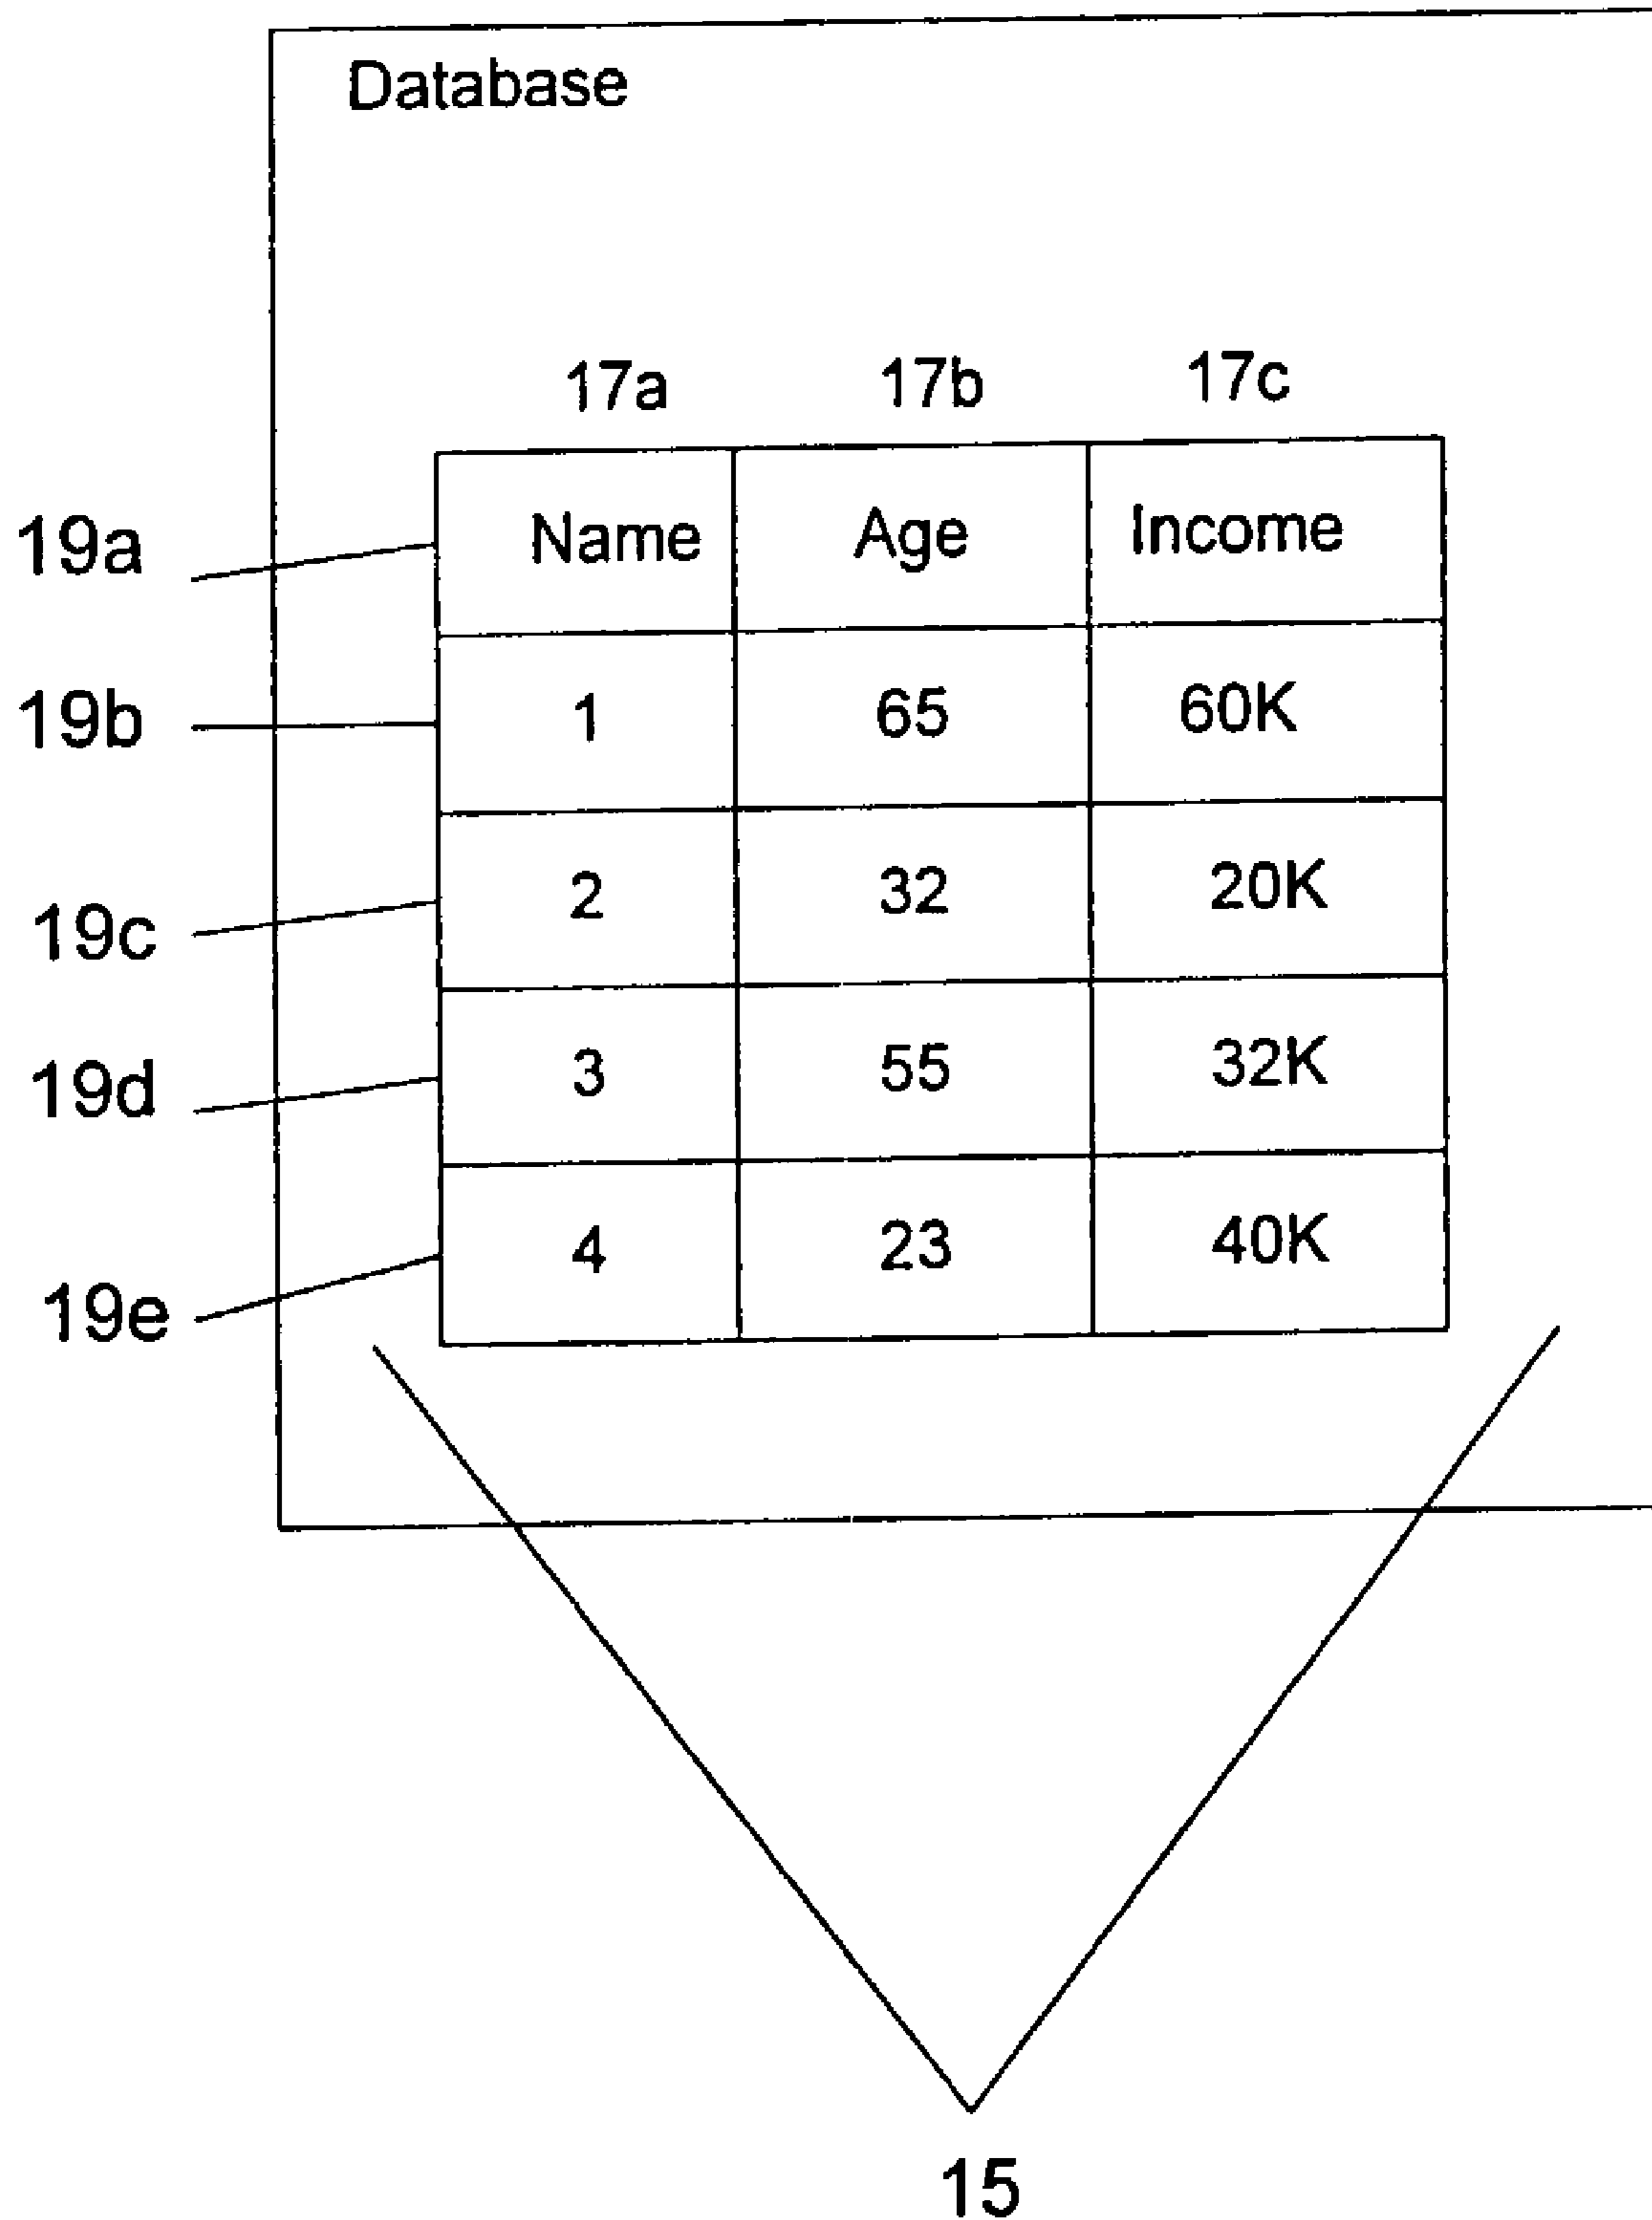 Database
17a 17b 17c
19a Name Age Income
19b 1 65 60K
19c 2 32 20K
19d 3 55 32K
19e 4 23 40K
15